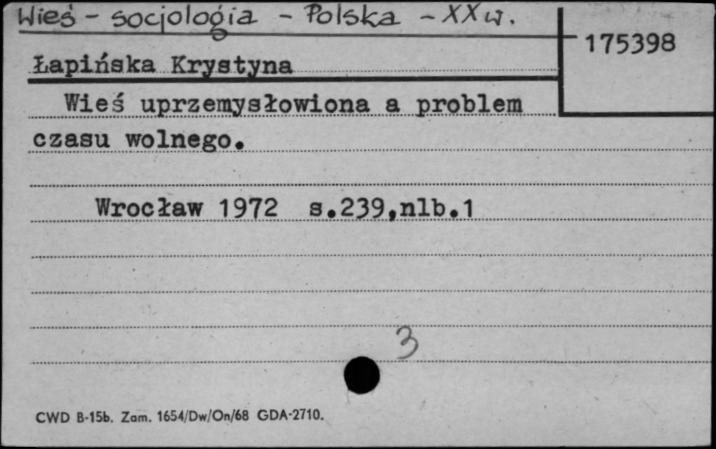 Wieś - socjologia - Polska - XX w.
175398
Łapińska Krystyna
Wieś uprzemysłowiona a problem
czasu wolnego.
Wrocław 1972 s.239,nlb.1
3
CWD B-15b. Zam. 1654/Dw/On/68 GDA-2710.